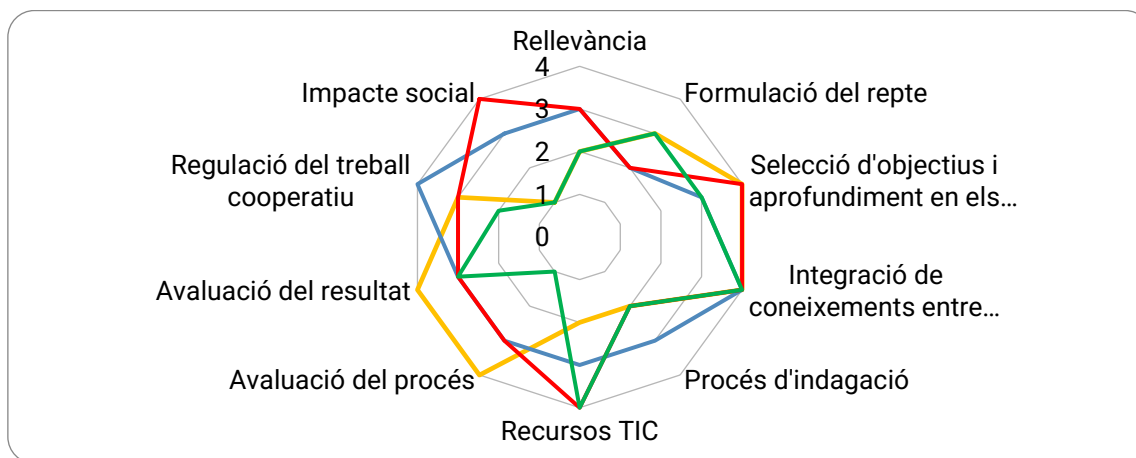 Rellevància
4
Impacte social
Formulació del repte
3
2
Regulació del treball
cooperatiu
Selecció d'objectius i
aprofundiment en els…
1
0
Avaluació del resultat
Integració de
coneixements entre…
Avaluació del procés
Procés d'indagació
Recursos TIC